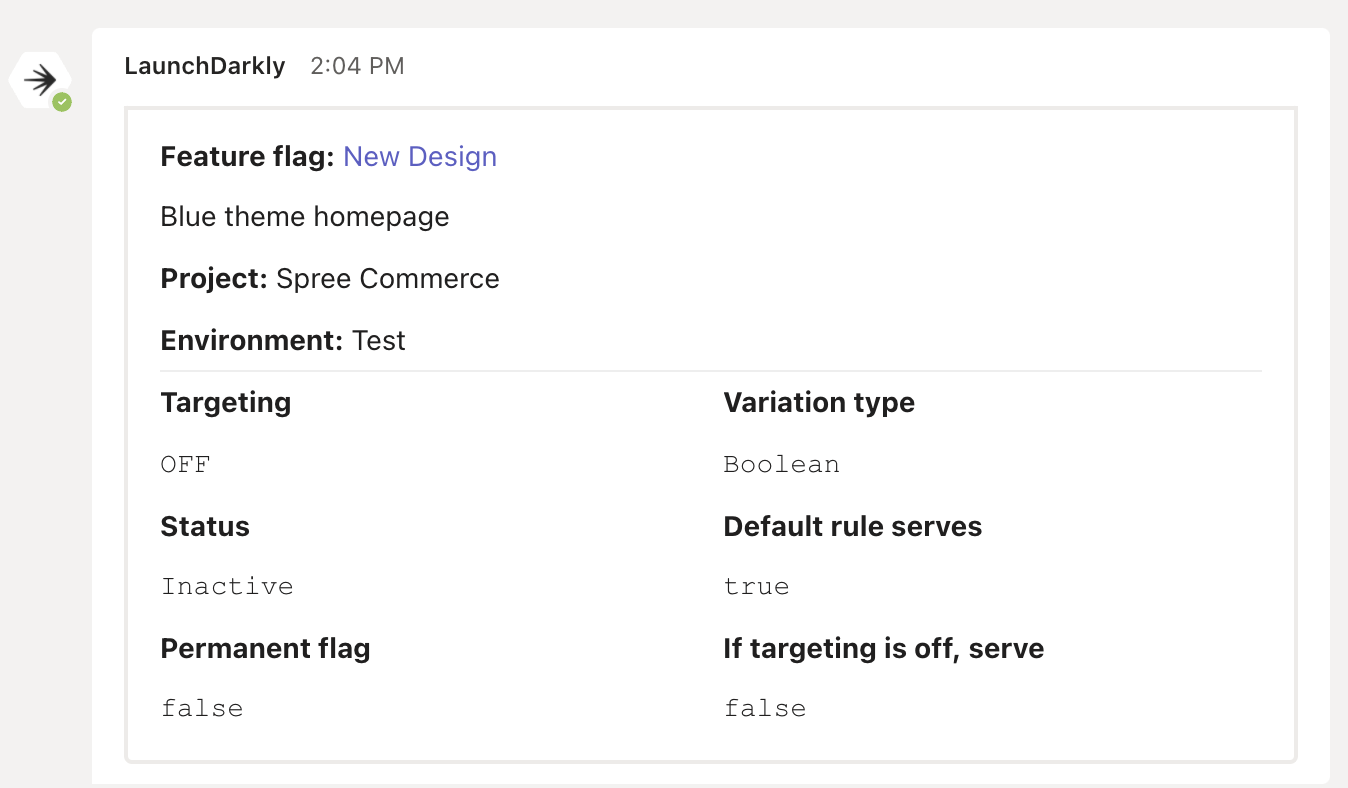 LaunchDarkly 2:04 PM
Feature flag: New Design
Blue theme homepage
Project: Spree Commerce
Environment: Test
Targeting
OFF
Variation type
Boolean
Status
Inactive
Default rule serves
true
Permanent flag
false
If targeting is off, serve
false